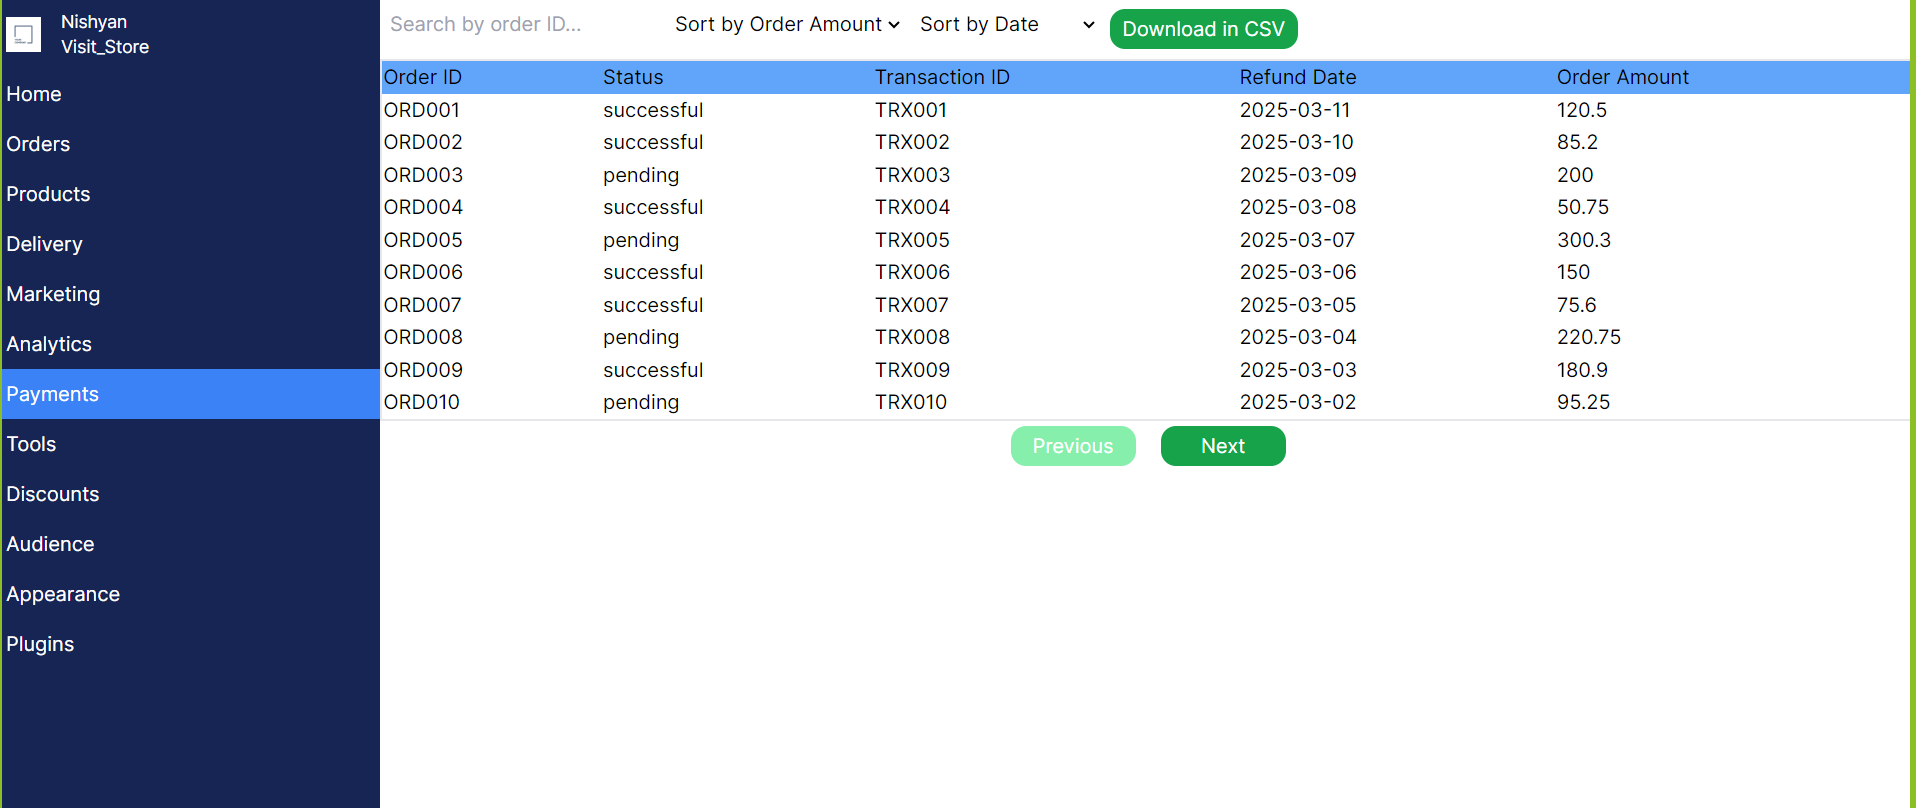 Nishyan
Visit_Store
Home
Orders
Products
Delivery
Marketing
Analytics
Payments
Tools
Discounts
Audience
Appearance
Plugins
Search by order ID... Sort by Order Amount Sort by Date Download in CSV
Order ID Status Transaction ID Refund Date Order Amount
ORD001 successful TRX001 2025-03-11 120.5
ORD002 successful TRX002 2025-03-10 85.2
ORD003 pending TRX003 2025-03-09 200
ORD004 successful TRX004 2025-03-08 50.75
ORD005 pending TRX005 2025-03-07 300.3
ORD006 successful TRX006 2025-03-06 150
ORD007 successful TRX007 2025-03-05 75.6
ORD008 pending TRX008 2025-03-04 220.75
ORD009 successful TRX009 2025-03-03 180.9
ORD010 pending TRX010 2025-03-02 95.25
Previous Next